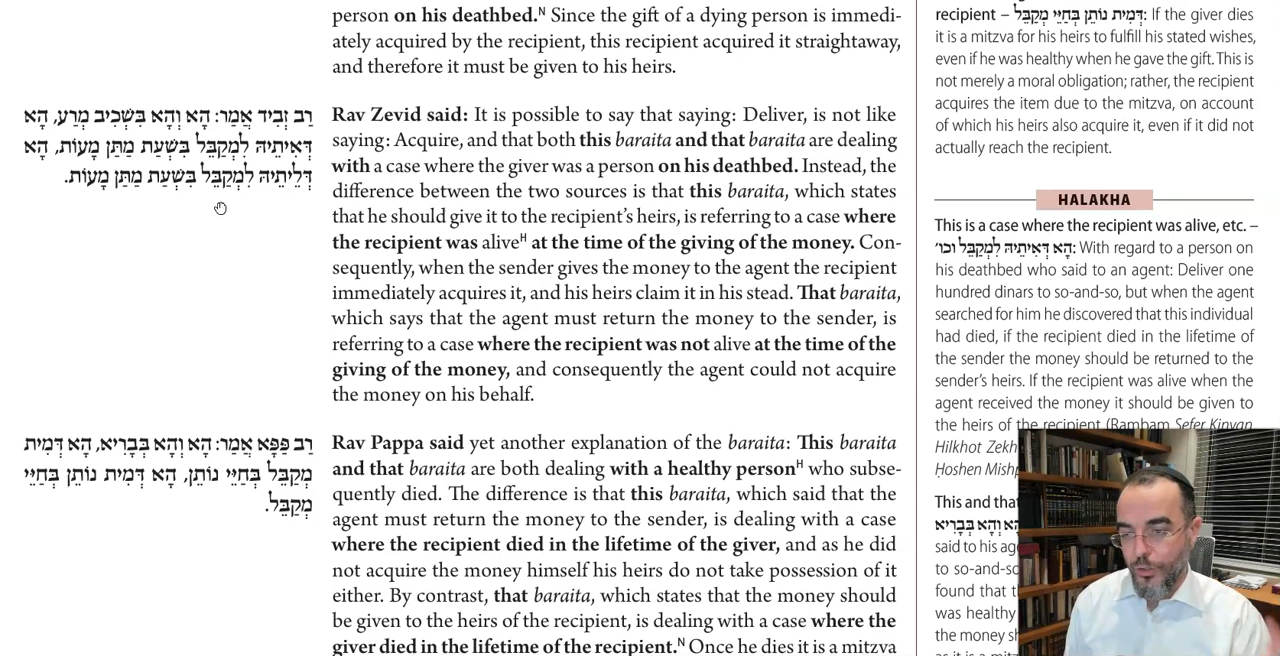 person on his deathbed.ᴺ Since the gift of a dying person is immedi-
ately acquired by the recipient, this recipient acquired it straightaway,
and therefore it must be given to his heirs.
רַב זְבִיד אֲמַר: הָא וְהָא בִּשְׁכִיב מְרַע, הָא
דְּאִיתֵיהּ לִמְקַבֵּל בִּשְׁעַת מַתַּן מָעוֹת, הָא
דְּלֵיתֵיהּ לִמְקַבֵּל בִּשְׁעַת מַתַּן מָעוֹת.
Rav Zevid said: It is possible to say that saying: Deliver, is not like
saying: Acquire, and that both this baraita and that baraita are dealing
with a case where the giver was a person on his deathbed. Instead, the
difference between the two sources is that this baraita, which states
that he should give it to the recipient’s heirs, is referring to a case where
the recipient was aliveᴴ at the time of the giving of the money. Con-
sequently, when the sender gives the money to the agent the recipient
immediately acquires it, and his heirs claim it in his stead. That baraita,
which says that the agent must return the money to the sender, is
referring to a case where the recipient was not alive at the time of the
giving of the money, and consequently the agent could not acquire
the money on his behalf.
רַב פַּפָּא אֲמַר: הָא וְהָא בְּבָרִיא, הָא דְּמִית
מְקַבֵּל בְּחַיֵּי נוֹתֵן, הָא דְּמִית נוֹתֵן בְּחַיֵּי
מְקַבֵּל.
Rav Pappa said yet another explanation of the baraita: This baraita
and that baraita are both dealing with a healthy personᴴ who subse-
quently died. The difference is that this baraita, which said that the
agent must return the money to the sender, is dealing with a case
where the recipient died in the lifetime of the giver, and as he did
not acquire the money himself his heirs do not take possession of it
either. By contrast, that baraita, which states that the money should
be given to the heirs of the recipient, is dealing with a case where the
giver died in the lifetime of the recipient.ᴺ Once he dies it is a mitzva
recipient – דְּמִית נוֹתֵן בְּחַיֵּי מְקַבֵּל: If the giver dies
it is a mitzva for his heirs to fulfill his stated wishes,
even if he was healthy when he gave the gift. This is
not merely a moral obligation; rather, the recipient
acquires the item due to the mitzva, on account
of which his heirs also acquire it, even if it did not
actually reach the recipient.
HALAKHA
This is a case where the recipient was alive, etc. –
הָא דְּאִיתֵיהּ לִמְקַבֵּל וכו׳: With regard to a person on
his deathbed who said to an agent: Deliver one
hundred dinars to so-and-so, but when the agent
searched for him he discovered that this individual
had died, if the recipient died in the lifetime of
the sender the money should be returned to the
sender’s heirs. If the recipient was alive when the
agent received the money it should be given to
the heirs of the recipient (Rambam Sefer Kinyan,
Hilkhot Zekh
Ḥoshen Mishp
This and that
הָא וְהָא בְּבָרִיא
said to his ag
to so-and-so
found that t
was healthy
the money sh